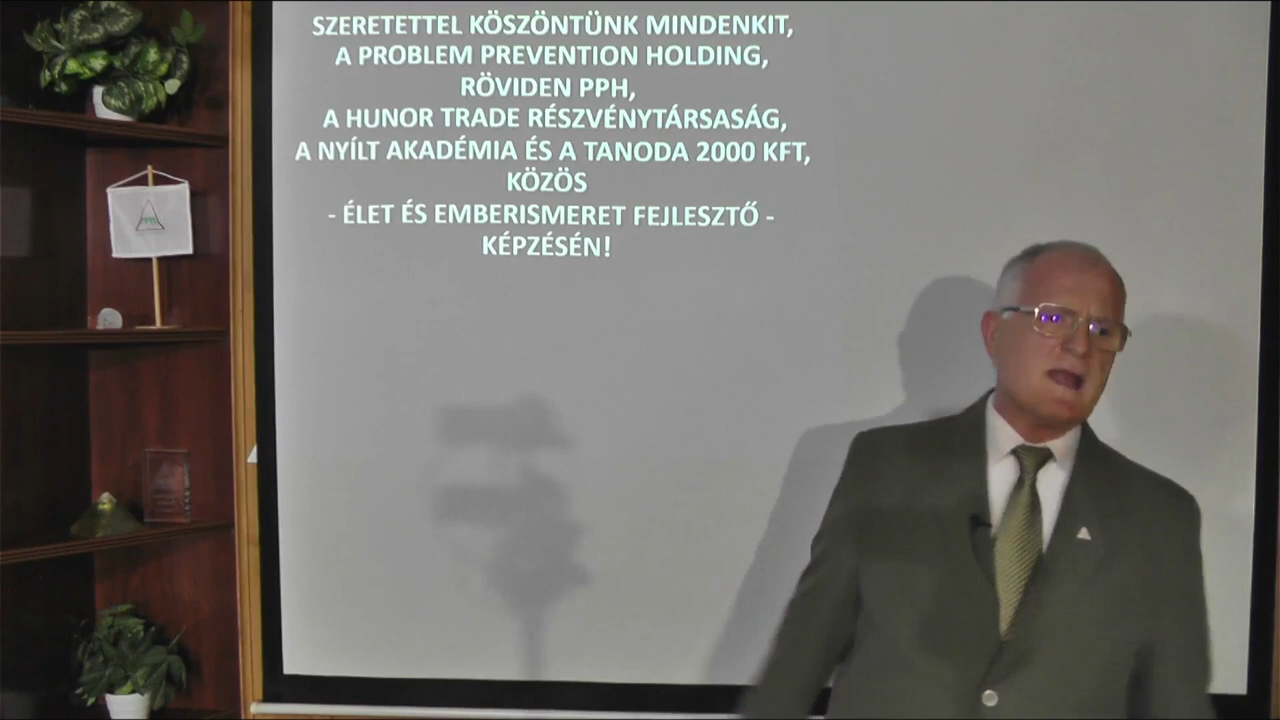 SZERETETTEL KÖSZÖNTÜNK MINDENKIT,
A PROBLEM PREVENTION HOLDING,
RÖVIDEN PPH,
A HUNOR TRADE RÉSZVÉNYTÁRSASÁG,
A NYÍLT AKADÉMIA ÉS A TANODA 2000 KFT,
KÖZÖS
- ÉLET ÉS EMBERISMERET FEJLESZTŐ -
KÉPZÉSÉN!